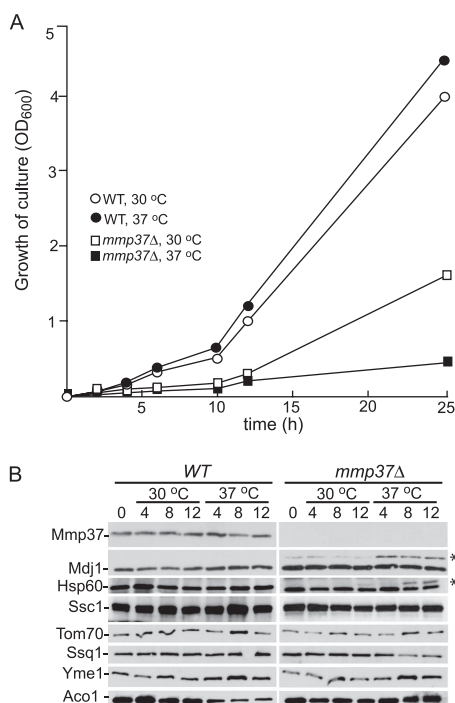 A
Growth of culture (OD600)
5
4
3
2
1
WT, 30 oC
WT, 37 oC
mmp37Δ, 30 oC
mmp37Δ, 37 oC
5 10 15 20 25
time (h)
B
WT mmp37Δ
30 oC 37 oC 30 oC 37 oC
0 4 8 12 4 8 12 0 4 8 12 4 8 12
Mmp37
*
Mdj1
*
Hsp60
Ssc1
Tom70
Ssq1
Yme1
Aco1